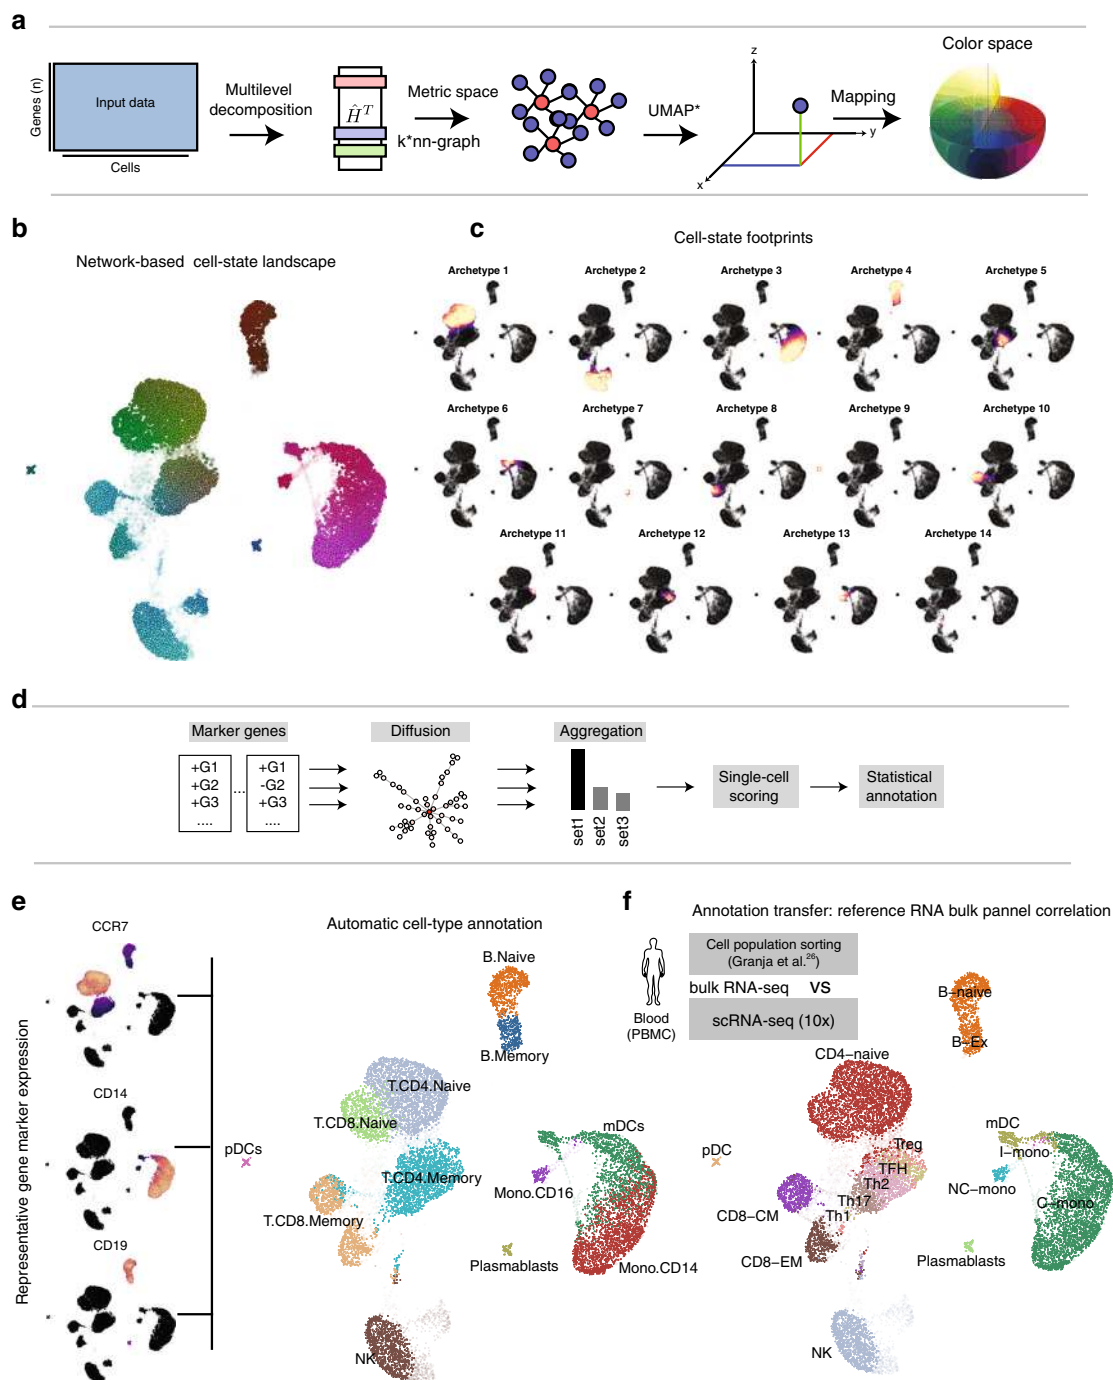 a
Genes (n)
Input data
Cells
Multilevel
decomposition
Ĥᵀ
Metric space
k*nn-graph
UMAP*
z
y
x
Mapping
Color space
b
Network-based cell-state landscape
c
Cell-state footprints
Archetype 1
Archetype 2
Archetype 3
Archetype 4
Archetype 5
Archetype 6
Archetype 7
Archetype 8
Archetype 9
Archetype 10
Archetype 11
Archetype 12
Archetype 13
Archetype 14
d
Marker genes
+G1
+G2
+G3
....
...
+G1
-G2
+G3
....
Diffusion
Aggregation
set1
set2
set3
Single-cell
scoring
Statistical
annotation
e
Representative gene marker expression
CCR7
CD14
CD19
Automatic cell-type annotation
B.Naive
B.Memory
T.CD4.Naive
T.CD8.Naive
pDCs
T.CD4.Memory
T.CD8.Memory
mDCs
Mono.CD16
Plasmablasts
Mono.CD14
NK
f
Annotation transfer: reference RNA bulk pannel correlation
Blood
(PBMC)
Cell population sorting
(Granja et al.²⁶)
bulk RNA-seq VS
scRNA-seq (10x)
B−naive
B−Ex
CD4−naive
Treg
TFH
Th2
Th17
Th1
pDC
CD8−CM
CD8−EM
mDC
I−mono
NC−mono
C−mono
Plasmablasts
NK